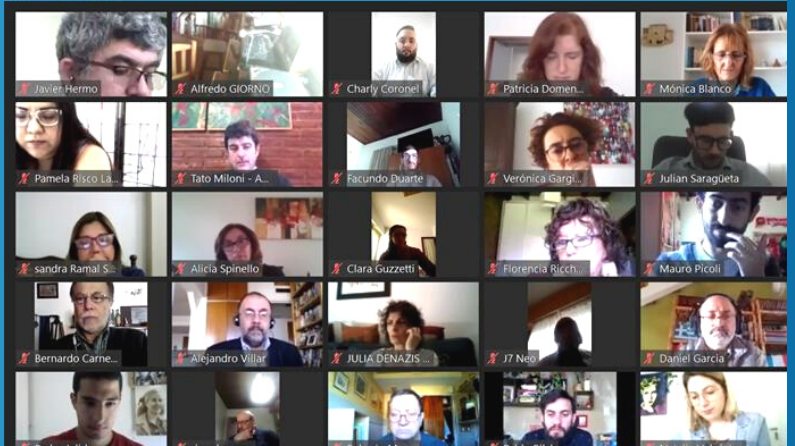 Javier Hermo
Alfredo GIORNO
Charly Coronel
Patricia Domen...
Mónica Blanco
Pamela Risco La...
Tato Miloni - A...
Facundo Duarte
Verónica Gargi...
Julian Saragüeta
sandra Ramal S...
Alicia Spinello
Clara Guzzetti
Florencia Ricch...
Mauro Picoli
Bernardo Carne...
Alejandro Villar
JULIA DENAZIS ...
J7 Neo
Daniel Garcia